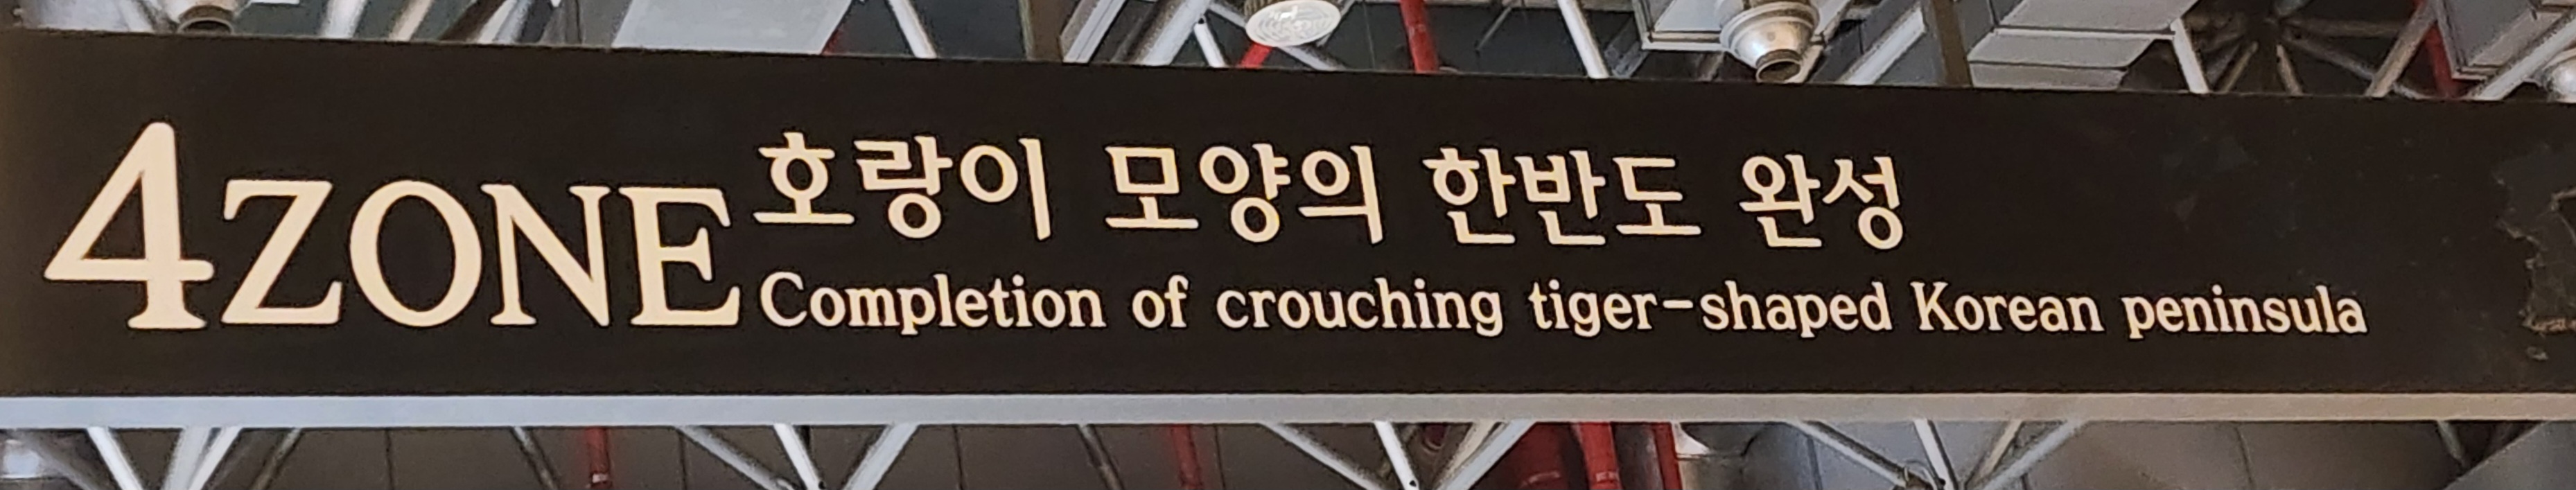 4ZONE
호랑이 모양의 한반도 완성
Completion of crouching tiger-shaped Korean peninsula